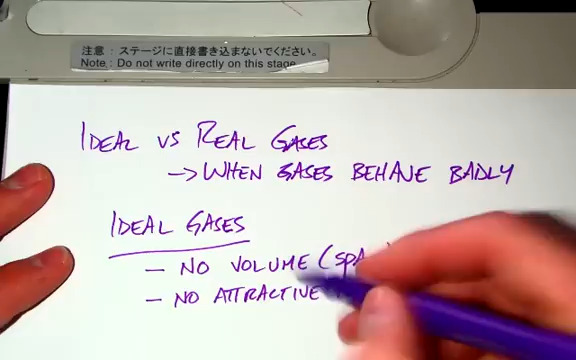 注意：ステージに直接書き込まないでください。
Note: Do not write directly on this stage.
IDEAL VS REAL GASES
→ WHEN GASES BEHAVE BADLY
IDEAL GASES
- NO VOLUME
- NO ATTRACTIVE